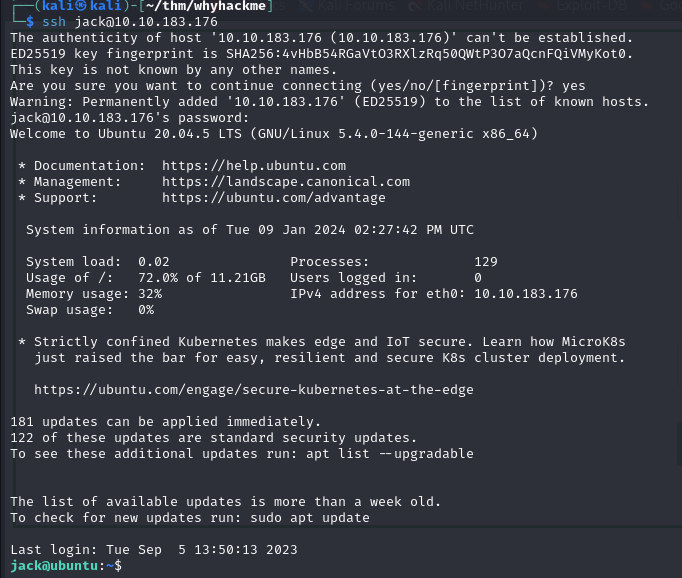 (kali㉿kali)-[~/thm/whyhackme]
$ ssh jack@10.10.183.176
The authenticity of host '10.10.183.176 (10.10.183.176)' can't be established.
ED25519 key fingerprint is SHA256:4vHbB54RGaVtO3RXlzRq50QWtP3O7aQcnFQiVMyKot0.
This key is not known by any other names.
Are you sure you want to continue connecting (yes/no/[fingerprint])? yes
Warning: Permanently added '10.10.183.176' (ED25519) to the list of known hosts.
jack@10.10.183.176's password:
Welcome to Ubuntu 20.04.5 LTS (GNU/Linux 5.4.0-144-generic x86_64)
* Documentation:  https://help.ubuntu.com
* Management:     https://landscape.canonical.com
* Support:        https://ubuntu.com/advantage
System information as of Tue 09 Jan 2024 02:27:42 PM UTC
System load:  0.02               Processes:             129
Usage of /:   72.0% of 11.21GB   Users logged in:       0
Memory usage: 32%                IPv4 address for eth0: 10.10.183.176
Swap usage:   0%
* Strictly confined Kubernetes makes edge and IoT secure. Learn how MicroK8s
just raised the bar for easy, resilient and secure K8s cluster deployment.
https://ubuntu.com/engage/secure-kubernetes-at-the-edge
181 updates can be applied immediately.
122 of these updates are standard security updates.
To see these additional updates run: apt list --upgradable
The list of available updates is more than a week old.
To check for new updates run: sudo apt update
Last login: Tue Sep  5 13:50:13 2023
jack@ubuntu:~$